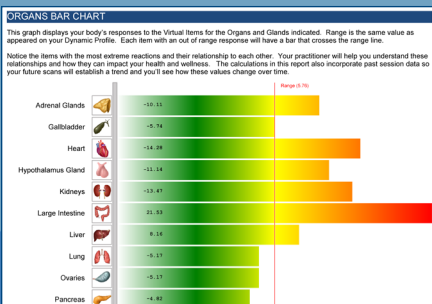 ORGANS BAR CHART
This graph displays your body's responses to the Virtual Items for the Organs and Glands indicated. Range is the same value as
appeared on your Dynamic Profile. Each item with an out of range response will have a bar that crosses the range line.
Notice the items with the most extreme reactions and their relationship to each other. Your practitioner will help you understand these
relationships and how they can impact your health and wellness. The calculations in this report also incorporate past session data so
your future scans will establish a trend and you'll see how these values change over time.
Range (5.76)
Adrenal Glands -10.11
Gallbladder -5.74
Heart -14.28
Hypothalamus Gland -11.14
Kidneys -13.47
Large Intestine 21.53
Liver 8.16
Lung -5.17
Ovaries -5.17
Pancreas -4.82